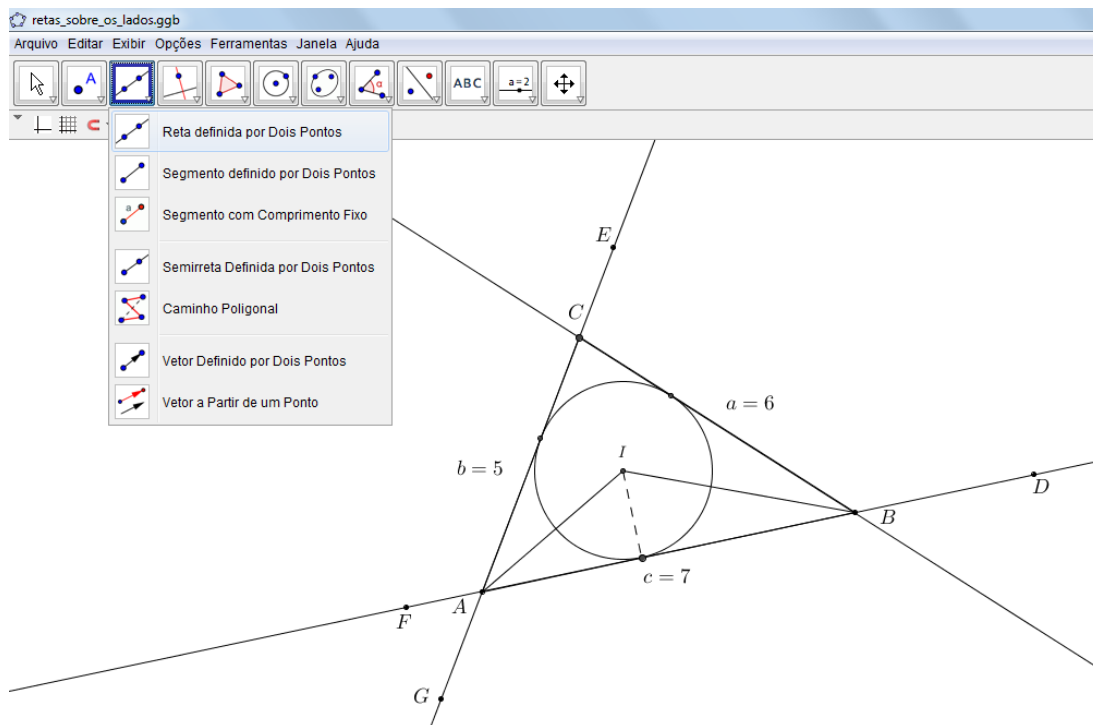 retas_sobre_os_lados.ggb
Arquivo Editar Exibir Opções Ferramentas Janela Ajuda
A
α
ABC
a=2
Reta definida por Dois Pontos
Segmento definido por Dois Pontos
a
Segmento com Comprimento Fixo
Semirreta Definida por Dois Pontos
Caminho Poligonal
Vetor Definido por Dois Pontos
Vetor a Partir de um Ponto
E
C
a = 6
I
b = 5
D
B
c = 7
A
F
G